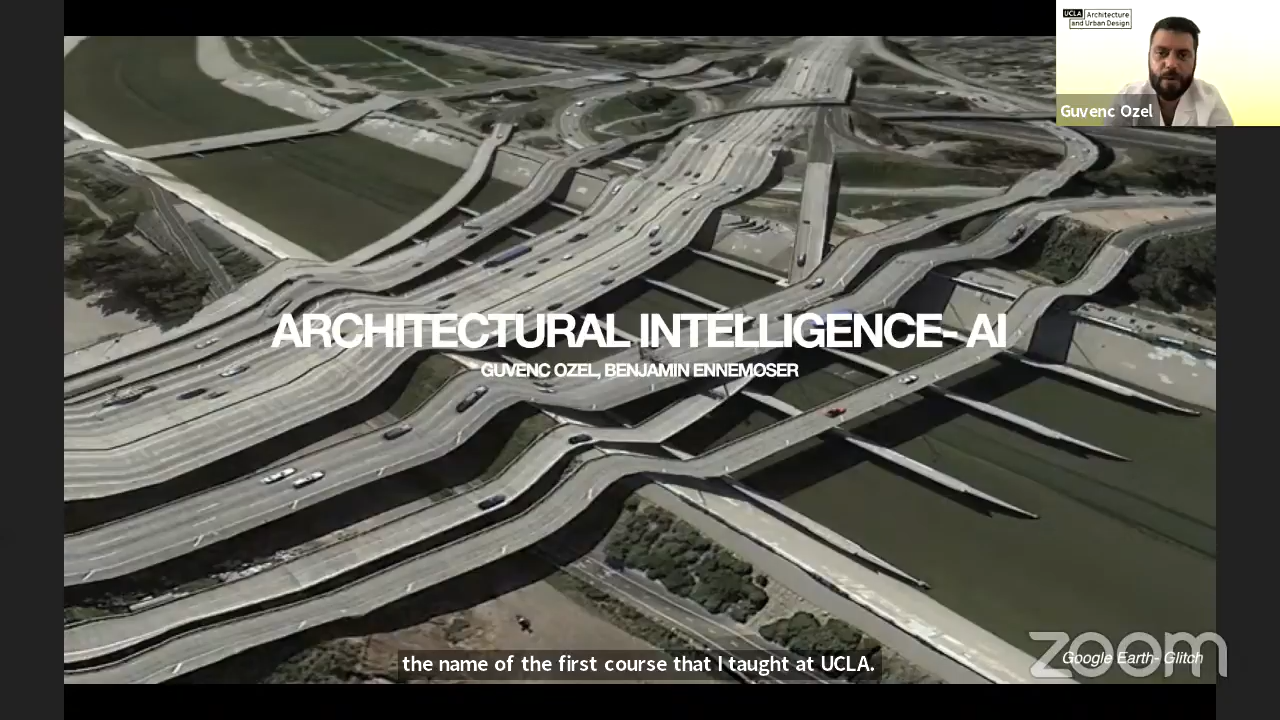 UCLA Architecture
and Urban Design
Guvenc Ozel
ARCHITECTURAL INTELLIGENCE- AI
GUVENC OZEL, BENJAMIN ENNEMOSER
the name of the first course that I taught at UCLA.
zoom
Google Earth- Glitch